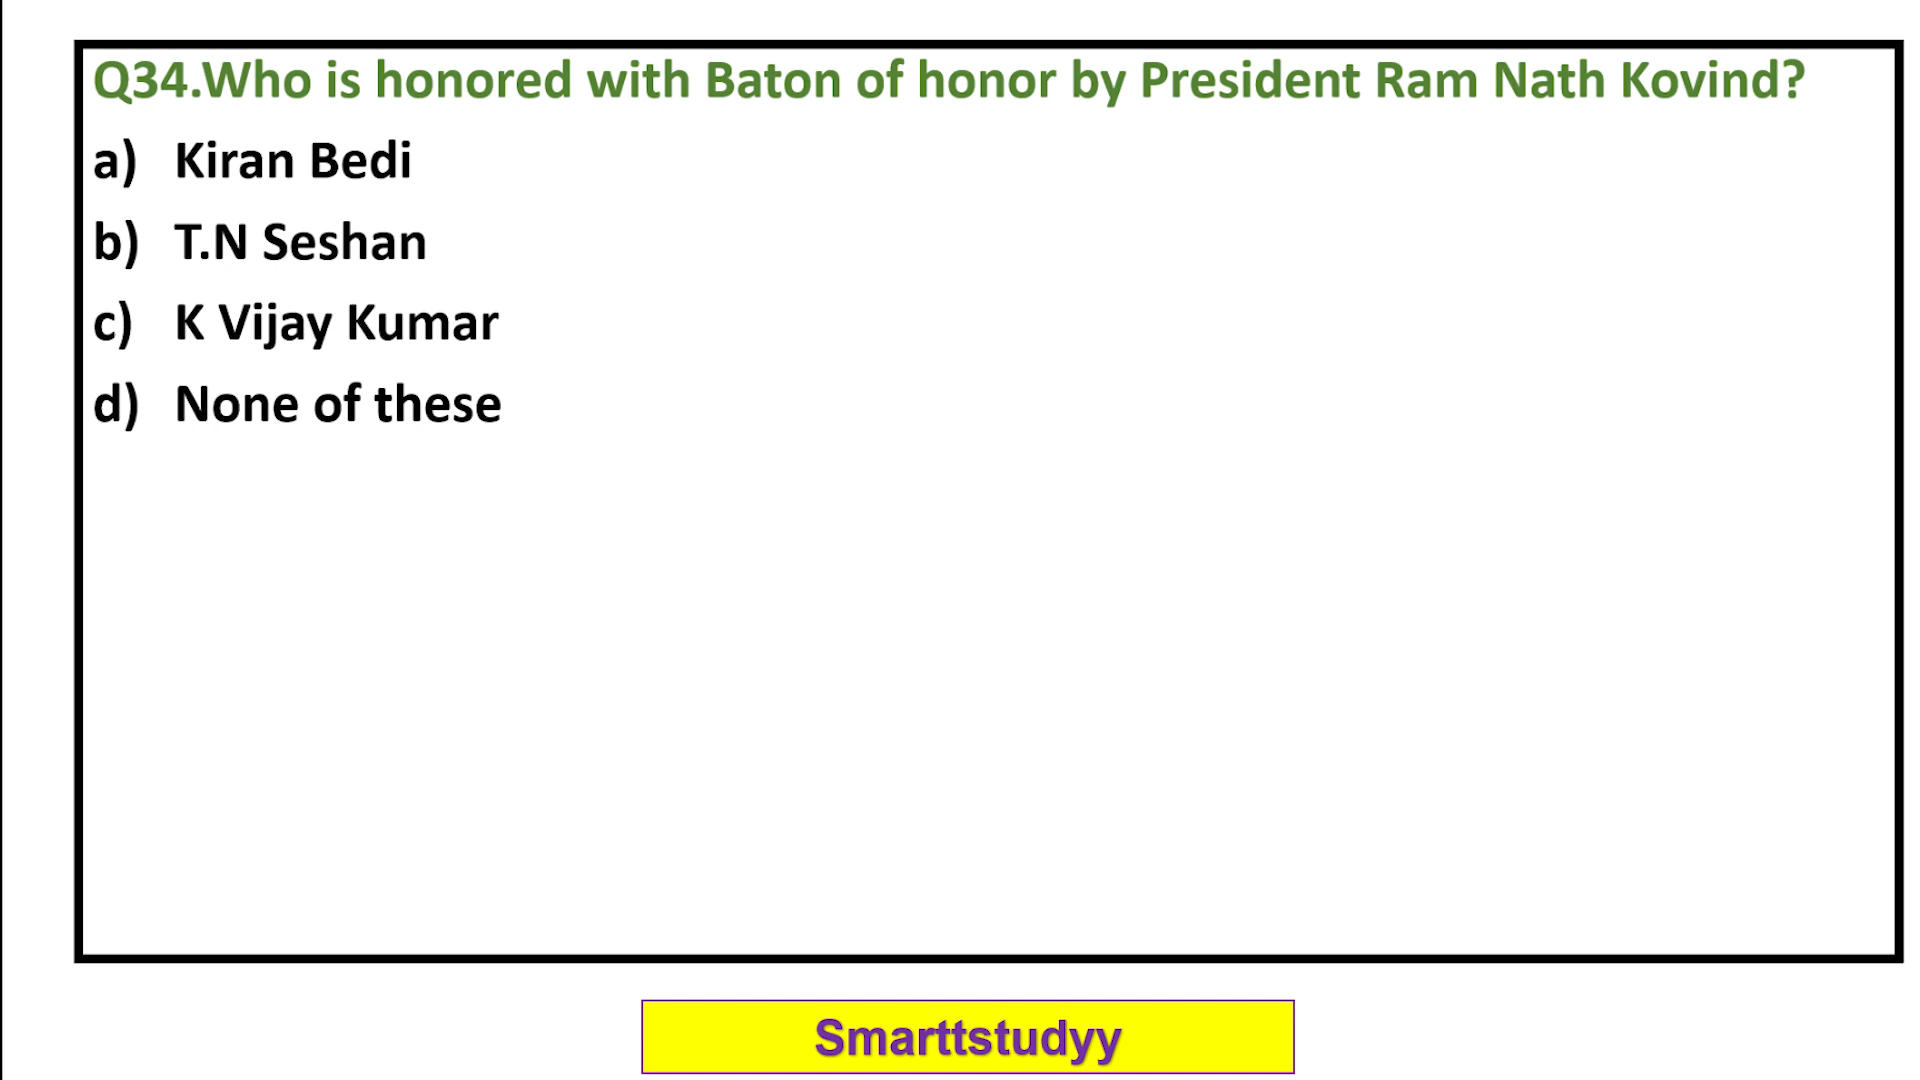 Q34.Who is honored with Baton of honor by President Ram Nath Kovind?
a) Kiran Bedi
b) T.N Seshan
c) K Vijay Kumar
d) None of these
Smarttstudyy